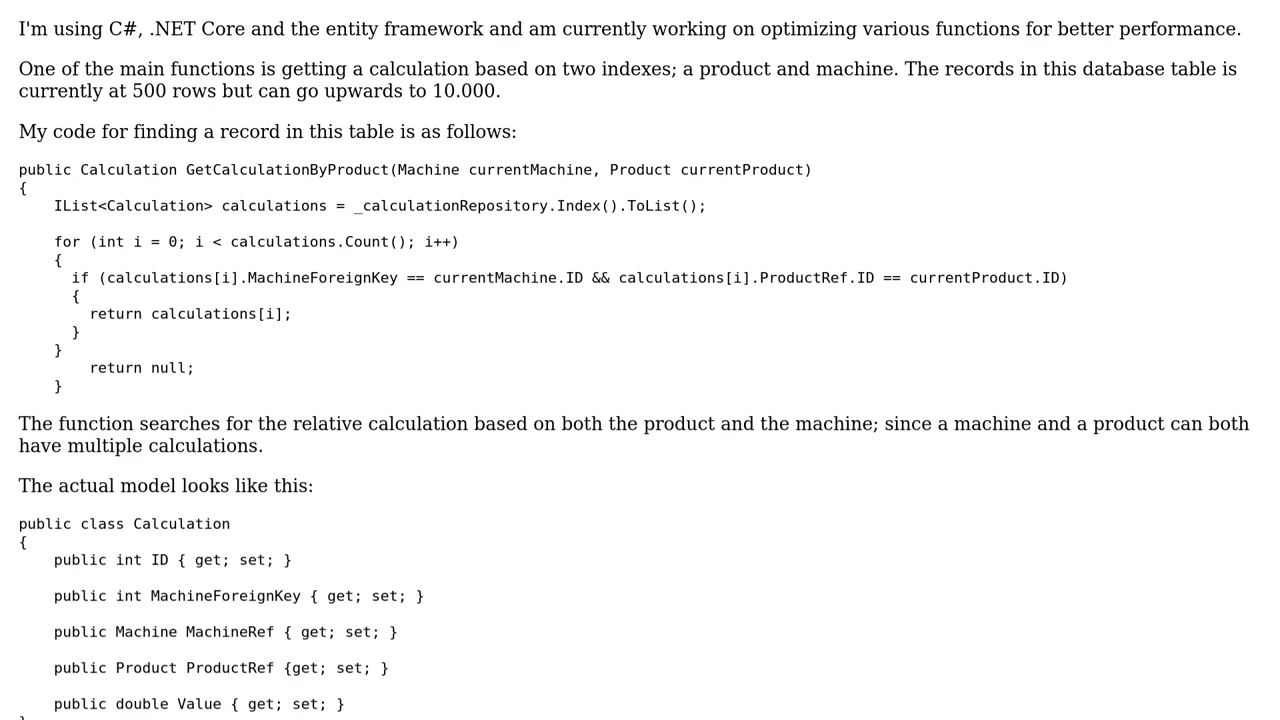 I'm using C#, .NET Core and the entity framework and am currently working on optimizing various functions for better performance.
One of the main functions is getting a calculation based on two indexes; a product and machine. The records in this database table is
currently at 500 rows but can go upwards to 10.000.
My code for finding a record in this table is as follows:
public Calculation GetCalculationByProduct(Machine currentMachine, Product currentProduct)
{
    IList<Calculation> calculations = _calculationRepository.Index().ToList();
    for (int i = 0; i < calculations.Count(); i++)
    {
      if (calculations[i].MachineForeignKey == currentMachine.ID && calculations[i].ProductRef.ID == currentProduct.ID)
      {
        return calculations[i];
      }
    }
        return null;
    }
The function searches for the relative calculation based on both the product and the machine; since a machine and a product can both
have multiple calculations.
The actual model looks like this:
public class Calculation
{
    public int ID { get; set; }
    public int MachineForeignKey { get; set; }
    public Machine MachineRef { get; set; }
    public Product ProductRef {get; set; }
    public double Value { get; set; }